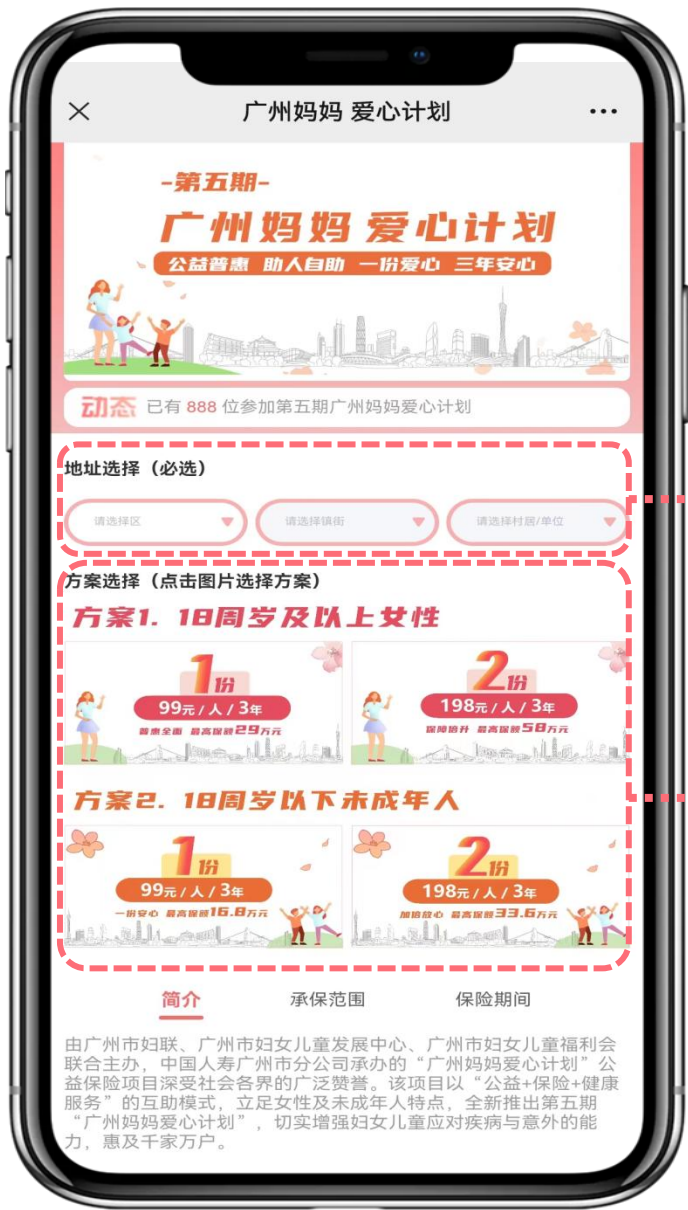 广州妈妈 爱心计划
-第五期-
广州妈妈 爱心计划
公益普惠 助人自助 一份爱心 三年安心
动态 已有 888 位参加第五期广州妈妈爱心计划
地址选择（必选）
请选择区 请选择镇街 请选择村居/单位
方案选择（点击图片选择方案）
方案1. 18周岁及以上女性
1份 2份
99元/人/3年 198元/人/3年
普惠全面 最高保额29万元 保障倍升 最高保额58万元
方案2. 18周岁以下未成年人
1份 2份
99元/人/3年 198元/人/3年
一份安心 最高保额16.8万元 加倍放心 最高保额33.6万元
简介 承保范围 保险期间
由广州市妇联、广州市妇女儿童发展中心、广州市妇女儿童福利会
联合主办，中国人寿广州市分公司承办的“广州妈妈爱心计划”公
益保险项目深受社会各界的广泛赞誉。该项目以“公益+保险+健康
服务”的互助模式，立足女性及未成年人特点，全新推出第五期
“广州妈妈爱心计划”，切实增强妇女儿童应对疾病与意外的能
力，惠及千家万户。